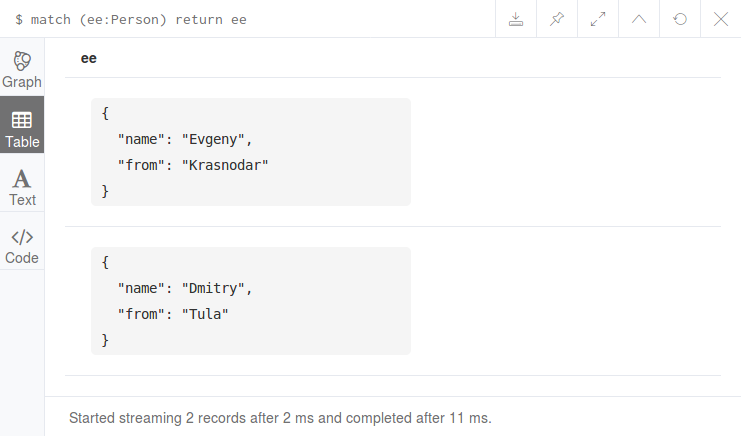 $ match (ee:Person) return ee
Graph
Table
A
Text
</>
Code
ee
{
"name": "Evgeny",
"from": "Krasnodar"
}
{
"name": "Dmitry",
"from": "Tula"
}
Started streaming 2 records after 2 ms and completed after 11 ms.